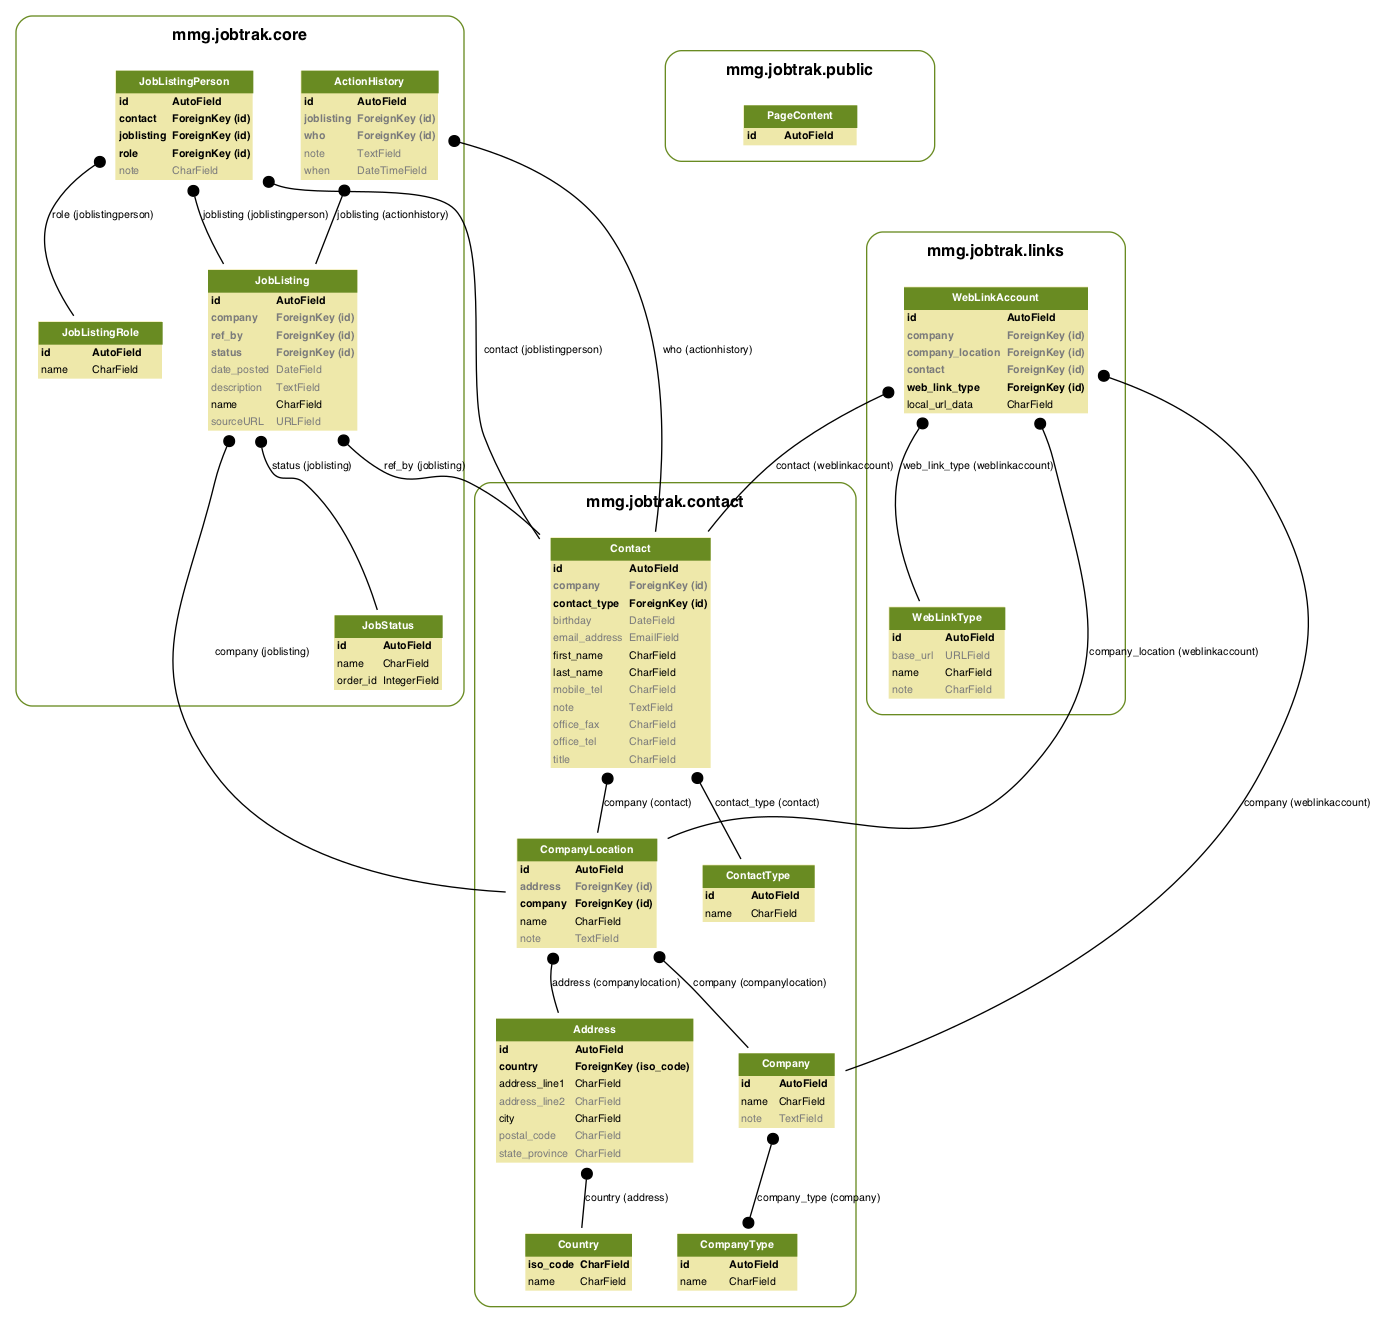 mmg.jobtrak.core
JobListingPerson
id AutoField
contact ForeignKey (id)
joblisting ForeignKey (id)
role ForeignKey (id)
note CharField
ActionHistory
id AutoField
joblisting ForeignKey (id)
who ForeignKey (id)
note TextField
when DateTimeField
role (joblistingperson)
joblisting (joblistingperson)
joblisting (actionhistory)
JobListing
id AutoField
company ForeignKey (id)
ref_by ForeignKey (id)
status ForeignKey (id)
date_posted DateField
description TextField
name CharField
sourceURL URLField
JobListingRole
id AutoField
name CharField
status (joblisting)
ref_by (joblisting)
company (joblisting)
JobStatus
id AutoField
name CharField
order_id IntegerField
contact (joblistingperson)
who (actionhistory)
mmg.jobtrak.public
PageContent
id AutoField
mmg.jobtrak.links
WebLinkAccount
id AutoField
company ForeignKey (id)
company_location ForeignKey (id)
contact ForeignKey (id)
web_link_type ForeignKey (id)
local_url_data CharField
contact (weblinkaccount)
web_link_type (weblinkaccount)
WebLinkType
id AutoField
base_url URLField
name CharField
note CharField
company_location (weblinkaccount)
company (weblinkaccount)
mmg.jobtrak.contact
Contact
id AutoField
company ForeignKey (id)
contact_type ForeignKey (id)
birthday DateField
email_address EmailField
first_name CharField
last_name CharField
mobile_tel CharField
note TextField
office_fax CharField
office_tel CharField
title CharField
company (contact)
contact_type (contact)
CompanyLocation
id AutoField
address ForeignKey (id)
company ForeignKey (id)
name CharField
note TextField
ContactType
id AutoField
name CharField
address (companylocation)
company (companylocation)
Address
id AutoField
country ForeignKey (iso_code)
address_line1 CharField
address_line2 CharField
city CharField
postal_code CharField
state_province CharField
Company
id AutoField
name CharField
note TextField
country (address)
company_type (company)
Country
iso_code CharField
name CharField
CompanyType
id AutoField
name CharField